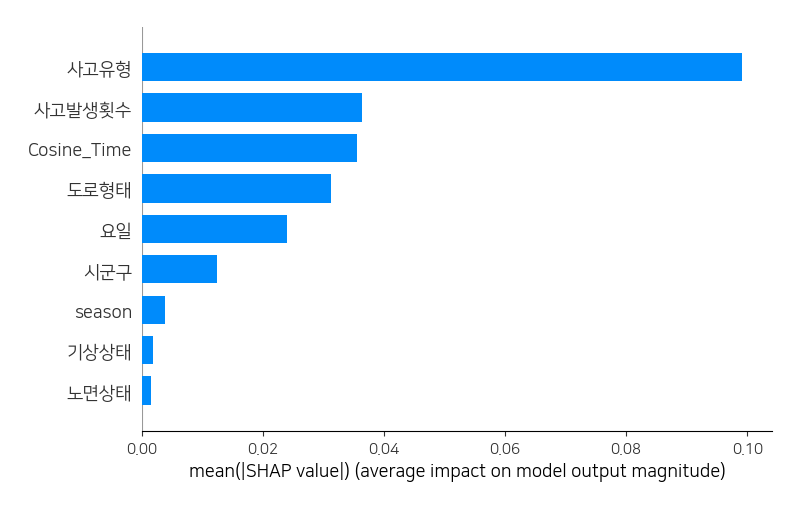 사고유형
사고발생횟수
Cosine_Time
도로형태
요일
시군구
season
기상상태
노면상태
0.00 0.02 0.04 0.06 0.08 0.10
mean(|SHAP value|) (average impact on model output magnitude)